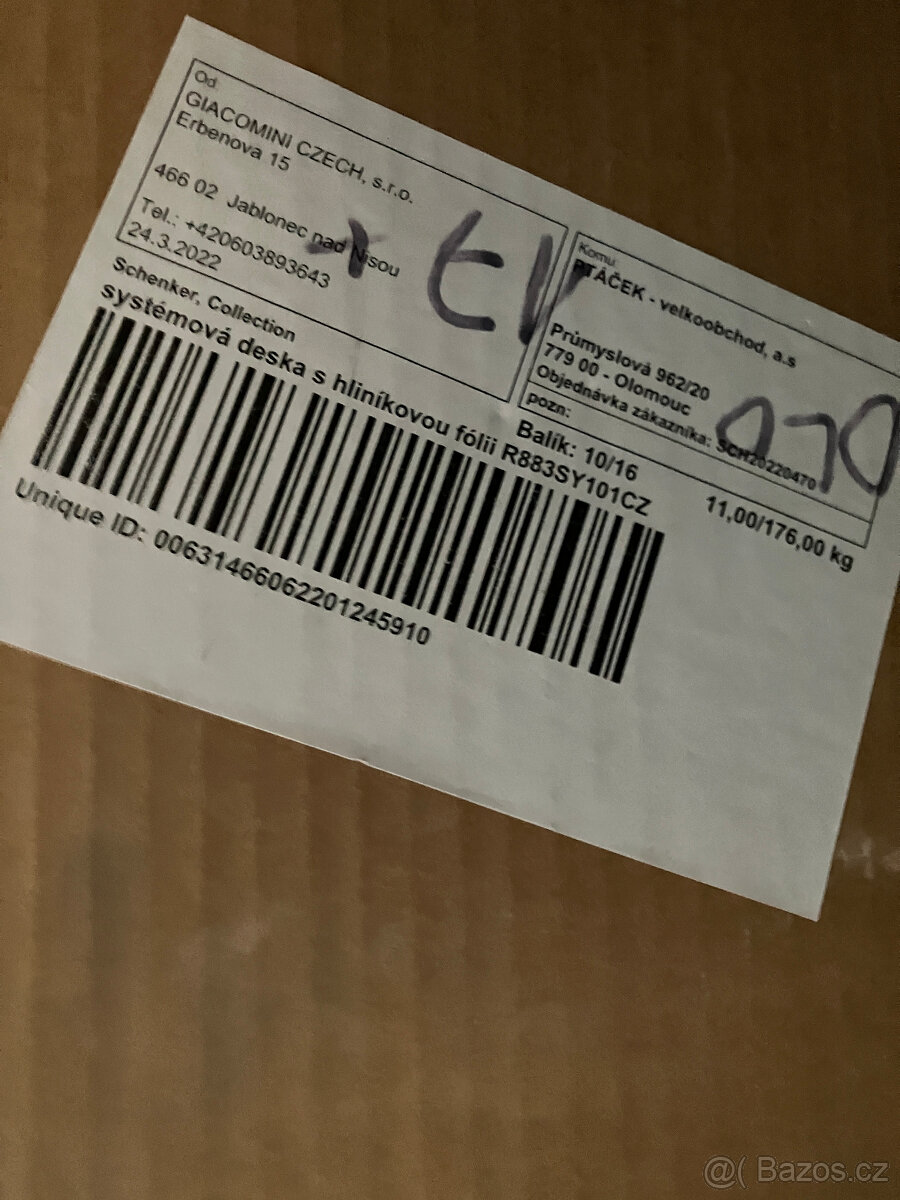 Od:
GIACOMINI CZECH, s.r.o.
Erbenova 15
466 02 Jablonec nad Nisou
Tel.: +420603893643
24.3.2022
Komu:
PTÁČEK - velkoobchod, a.s
Průmyslová 962/20
779 00 - Olomouc
Objednávka zákazníka: SCH20220470
pozn:
Schenker, Collection
Balík: 10/16
11,00/176,00 kg
systémová deska s hliníkovou fólii R883SY101CZ
Unique ID: 00631466062201245910
@( Bazos.cz